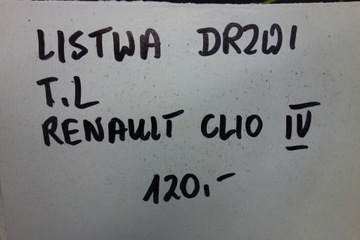 LISTWA DRZWI
T.L
RENAULT CLIO IV
120,-